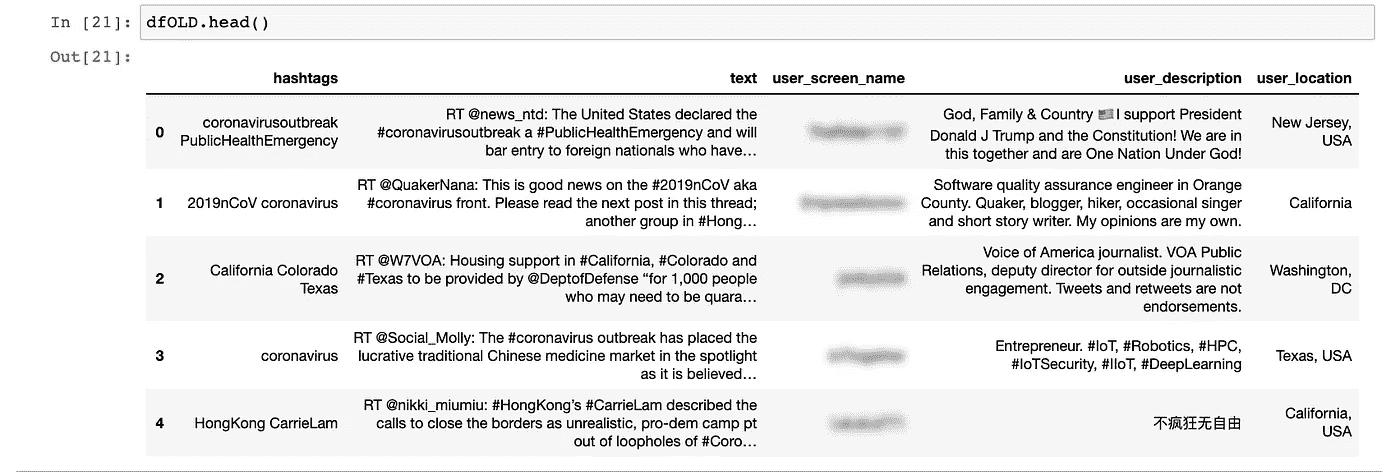 In [21]: dfOLD.head()
Out[21]:
hashtags text user_screen_name user_description user_location
0 coronavirusoutbreak PublicHealthEmergency RT @news_ntd: The United States declared the #coronavirusoutbreak a #PublicHealthEmergency and will bar entry to foreign nationals who have… God, Family & Country 🇺🇸I support President Donald J Trump and the Constitution! We are in this together and are One Nation Under God! New Jersey, USA
1 2019nCoV coronavirus RT @QuakerNana: This is good news on the #2019nCoV aka #coronavirus front. Please read the next post in this thread; another group in #Hong… Software quality assurance engineer in Orange County. Quaker, blogger, hiker, occasional singer and short story writer. My opinions are my own. California
2 California Colorado Texas RT @W7VOA: Housing support in #California, #Colorado and #Texas to be provided by @DeptofDefense “for 1,000 people who may need to be quara… Voice of America journalist. VOA Public Relations, deputy director for outside journalistic engagement. Tweets and retweets are not endorsements. Washington, DC
3 coronavirus RT @Social_Molly: The #coronavirus outbreak has placed the lucrative traditional Chinese medicine market in the spotlight as it is believed… Entrepreneur. #IoT, #Robotics, #HPC, #IoTSecurity, #IIoT, #DeepLearning Texas, USA
4 HongKong CarrieLam RT @nikki_miumiu: #HongKong’s #CarrieLam described the calls to close the borders as unrealistic, pro-dem camp pt out of loopholes of #Coro… 不疯狂无自由 California, USA